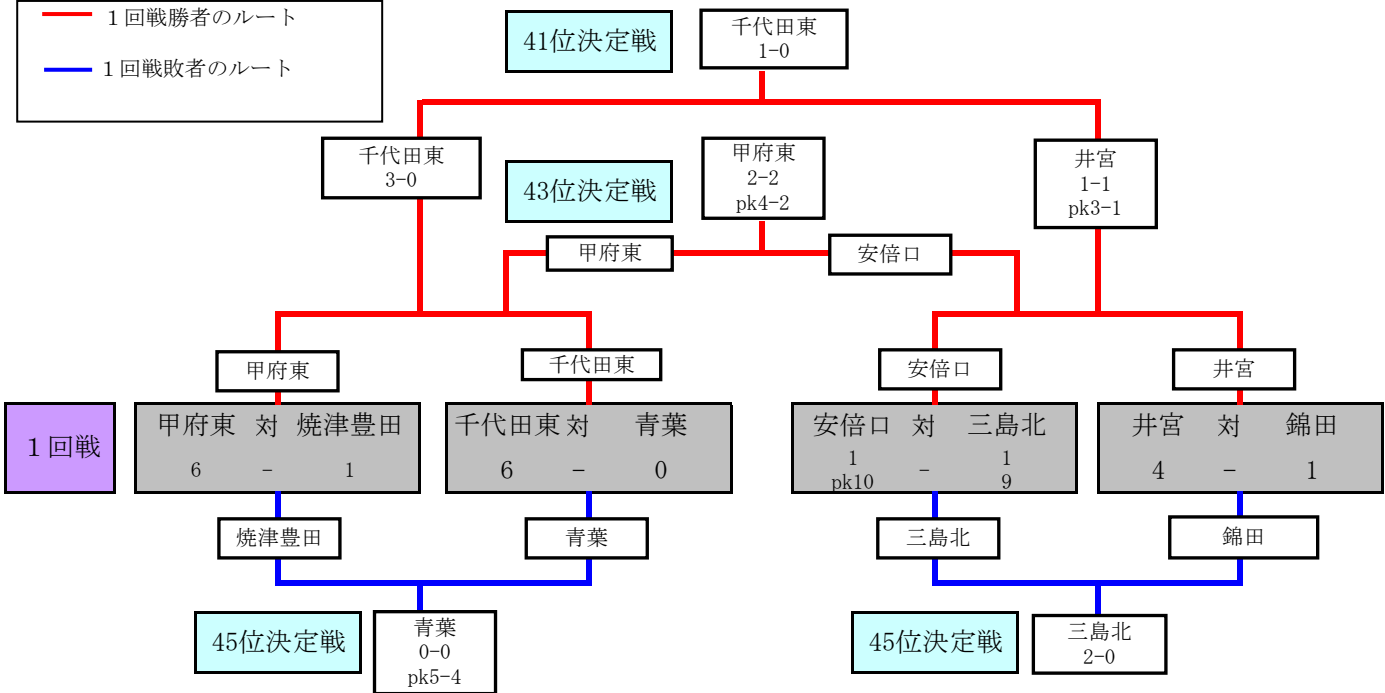 １回戦勝者のルート
１回戦敗者のルート
41位決定戦
千代田東
1-0
千代田東
3-0
43位決定戦
甲府東
2-2
pk4-2
井宮
1-1
pk3-1
甲府東
安倍口
甲府東
千代田東
安倍口
井宮
１回戦
甲府東 対 焼津豊田
6 - 1
千代田東 対 青葉
6 - 0
安倍口 対 三島北
1 - 1
pk10 9
井宮 対 錦田
4 - 1
焼津豊田
青葉
三島北
錦田
45位決定戦
青葉
0-0
pk5-4
45位決定戦
三島北
2-0